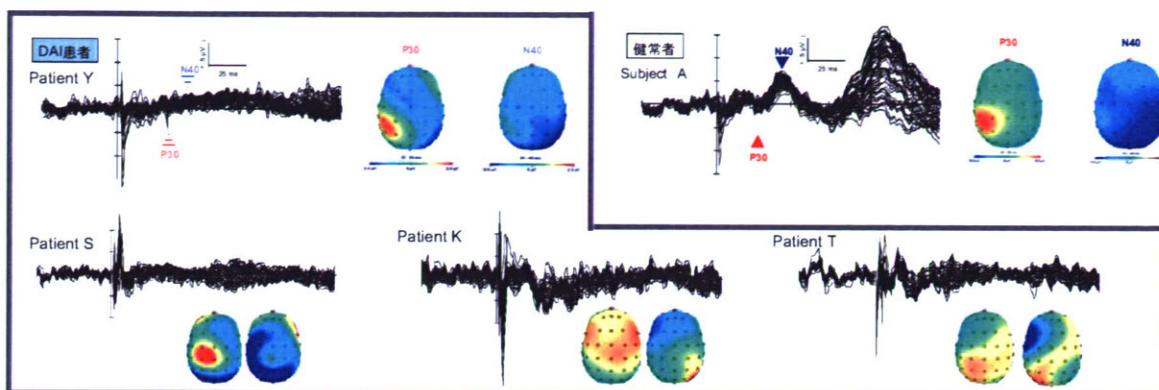 DAI患者
Patient Y
N40
5 μV
25 ms
P30
P30
N40
健常者
Subject A
N40
5 μV
25 ms
P30
P30
N40
Patient S
Patient K
Patient T